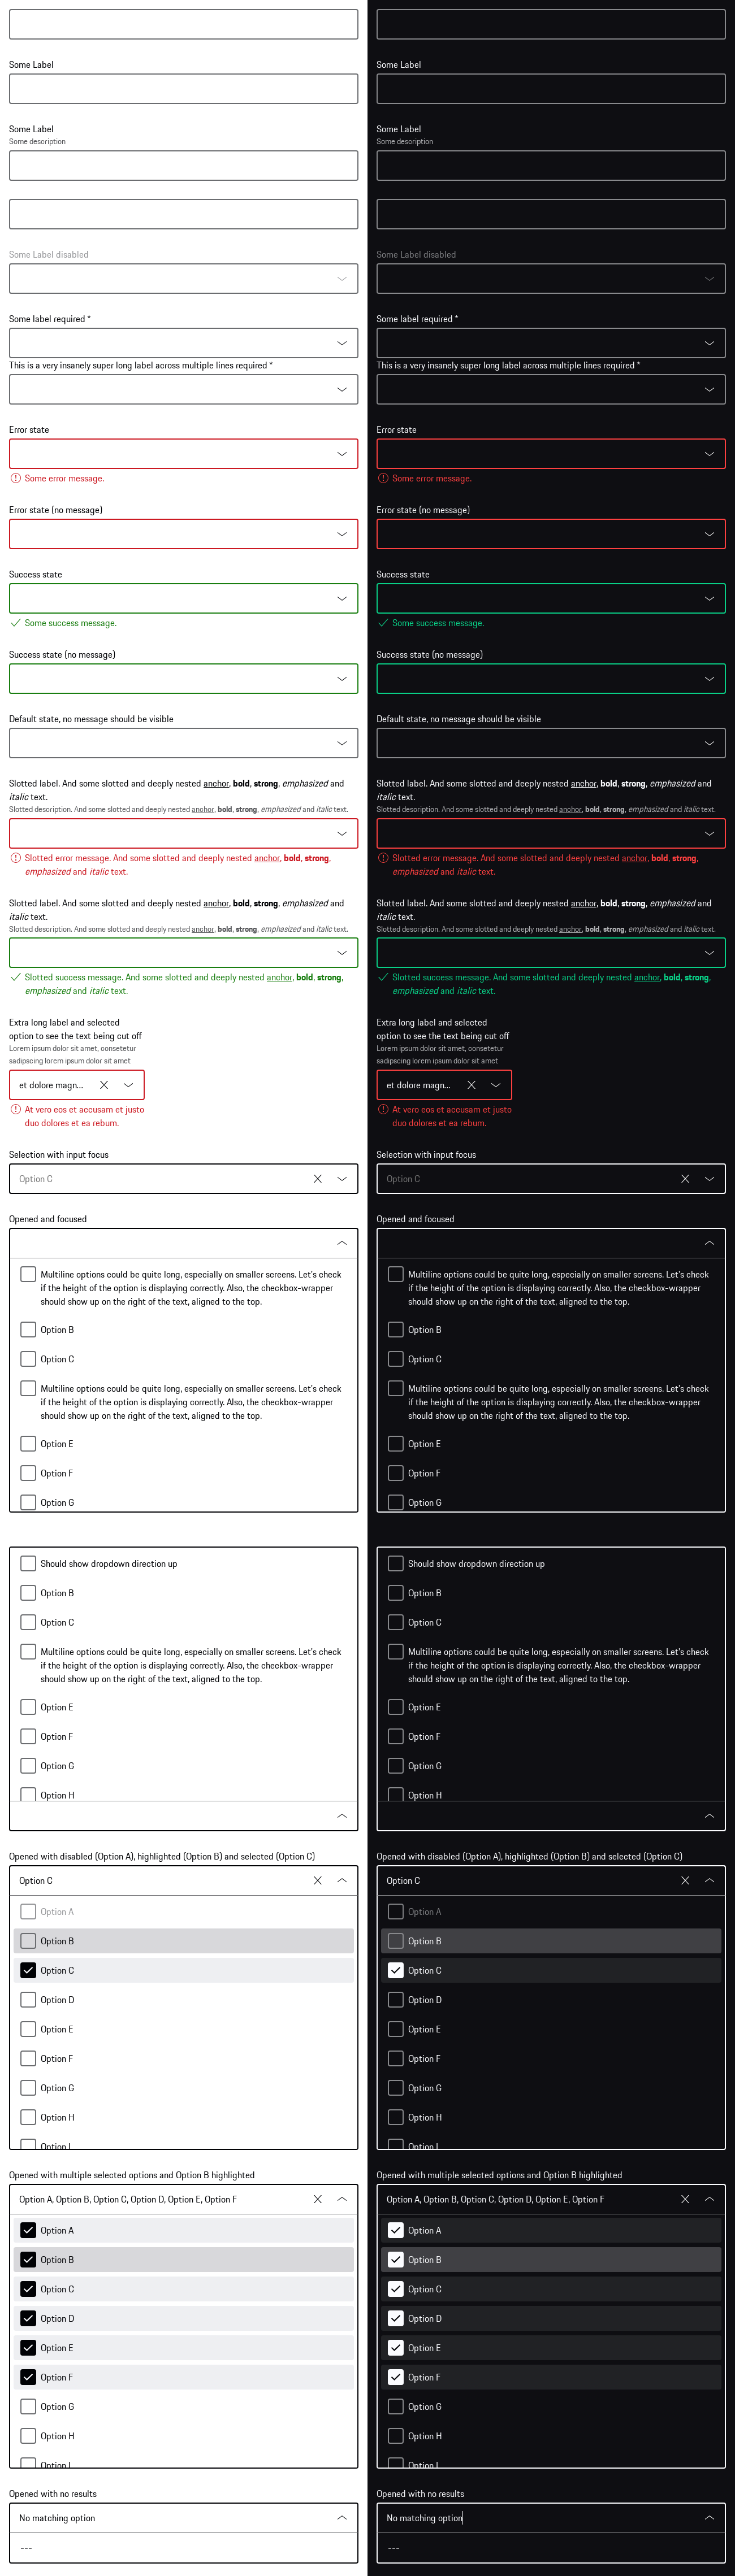 Some Label
Some Label
Some description
Some Label disabled
Some label required *
This is a very insanely super long label across multiple lines required *
Error state
Some error message.
Error state (no message)
Success state
Some success message.
Success state (no message)
Default state, no message should be visible
Slotted label. And some slotted and deeply nested anchor, bold, strong, emphasized and
italic text.
Slotted description. And some slotted and deeply nested anchor, bold, strong, emphasized and italic text.
Slotted error message. And some slotted and deeply nested anchor, bold, strong,
emphasized and italic text.
Slotted label. And some slotted and deeply nested anchor, bold, strong, emphasized and
italic text.
Slotted description. And some slotted and deeply nested anchor, bold, strong, emphasized and italic text.
Slotted success message. And some slotted and deeply nested anchor, bold, strong,
emphasized and italic text.
Extra long label and selected
option to see the text being cut off
Lorem ipsum dolor sit amet, consetetur
sadipscing lorem ipsum dolor sit amet
et dolore magn...
At vero eos et accusam et justo
duo dolores et ea rebum.
Selection with input focus
Option C
Opened and focused
Multiline options could be quite long, especially on smaller screens. Let's check
if the height of the option is displaying correctly. Also, the checkbox-wrapper
should show up on the right of the text, aligned to the top.
Option B
Option C
Multiline options could be quite long, especially on smaller screens. Let's check
if the height of the option is displaying correctly. Also, the checkbox-wrapper
should show up on the right of the text, aligned to the top.
Option E
Option F
Option G
Should show dropdown direction up
Option B
Option C
Multiline options could be quite long, especially on smaller screens. Let's check
if the height of the option is displaying correctly. Also, the checkbox-wrapper
should show up on the right of the text, aligned to the top.
Option E
Option F
Option G
Option H
Opened with disabled (Option A), highlighted (Option B) and selected (Option C)
Option C
Option A
Option B
Option C
Option D
Option E
Option F
Option G
Option H
Option I
Opened with multiple selected options and Option B highlighted
Option A, Option B, Option C, Option D, Option E, Option F
Option A
Option B
Option C
Option D
Option E
Option F
Option G
Option H
Option I
Opened with no results
No matching option
---
Some Label
Some Label
Some description
Some Label disabled
Some label required *
This is a very insanely super long label across multiple lines required *
Error state
Some error message.
Error state (no message)
Success state
Some success message.
Success state (no message)
Default state, no message should be visible
Slotted label. And some slotted and deeply nested anchor, bold, strong, emphasized and
italic text.
Slotted description. And some slotted and deeply nested anchor, bold, strong, emphasized and italic text.
Slotted error message. And some slotted and deeply nested anchor, bold, strong,
emphasized and italic text.
Slotted label. And some slotted and deeply nested anchor, bold, strong, emphasized and
italic text.
Slotted description. And some slotted and deeply nested anchor, bold, strong, emphasized and italic text.
Slotted success message. And some slotted and deeply nested anchor, bold, strong,
emphasized and italic text.
Extra long label and selected
option to see the text being cut off
Lorem ipsum dolor sit amet, consetetur
sadipscing lorem ipsum dolor sit amet
et dolore magn...
At vero eos et accusam et justo
duo dolores et ea rebum.
Selection with input focus
Option C
Opened and focused
Multiline options could be quite long, especially on smaller screens. Let's check
if the height of the option is displaying correctly. Also, the checkbox-wrapper
should show up on the right of the text, aligned to the top.
Option B
Option C
Multiline options could be quite long, especially on smaller screens. Let's check
if the height of the option is displaying correctly. Also, the checkbox-wrapper
should show up on the right of the text, aligned to the top.
Option E
Option F
Option G
Should show dropdown direction up
Option B
Option C
Multiline options could be quite long, especially on smaller screens. Let's check
if the height of the option is displaying correctly. Also, the checkbox-wrapper
should show up on the right of the text, aligned to the top.
Option E
Option F
Option G
Option H
Opened with disabled (Option A), highlighted (Option B) and selected (Option C)
Option C
Option A
Option B
Option C
Option D
Option E
Option F
Option G
Option H
Option I
Opened with multiple selected options and Option B highlighted
Option A, Option B, Option C, Option D, Option E, Option F
Option A
Option B
Option C
Option D
Option E
Option F
Option G
Option H
Option I
Opened with no results
No matching option
---